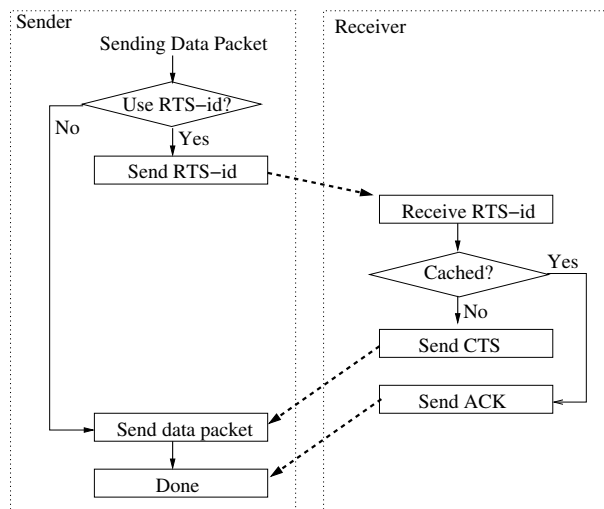 Sender
Sending Data Packet
Use RTS-id?
No
Yes
Send RTS-id
Receiver
Receive RTS-id
Cached?
Yes
No
Send CTS
Send ACK
Send data packet
Done